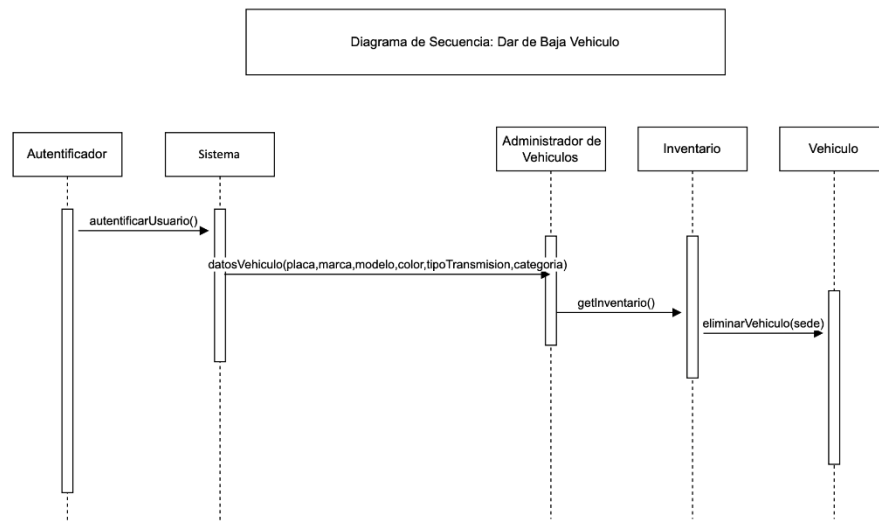 Diagrama de Secuencia: Dar de Baja Vehiculo
Autentificador
Sistema
Administrador de
Vehiculos
Inventario
Vehiculo
autentificarUsuario()
datosVehiculo(placa,marca,modelo,color,tipoTransmision,categoria)
getInventario()
eliminarVehiculo(sede)